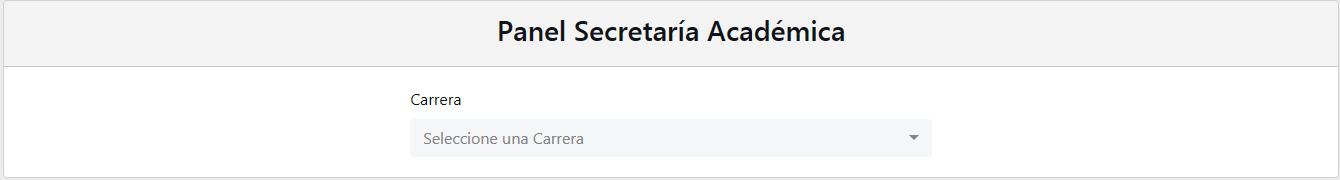 Panel Secretaría Académica
Carrera
Seleccione una Carrera